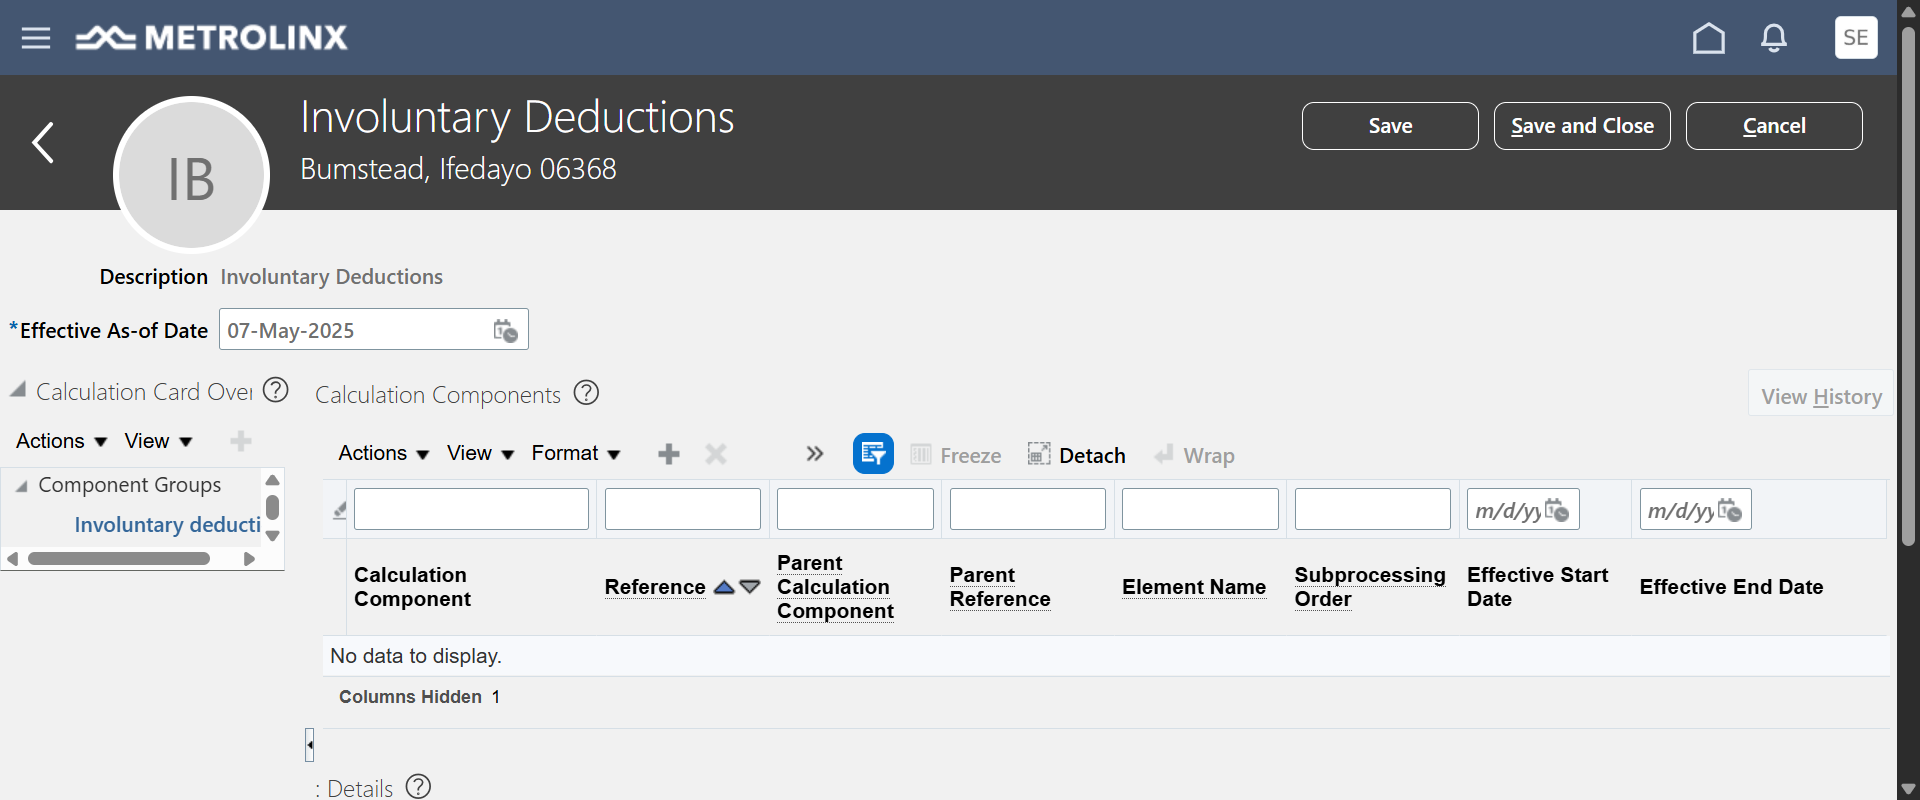 METROLINX
SE
IB
Involuntary Deductions
Bumstead, Ifedayo 06368
Save
Save and Close
Cancel
Description Involuntary Deductions
*Effective As-of Date 07-May-2025
Calculation Card Over
Actions View
Component Groups
Involuntary deducti
Calculation Components
View History
Actions View Format Freeze Detach Wrap
m/d/yy m/d/yy
Calculation Component
Reference
Parent Calculation Component
Parent Reference
Element Name
Subprocessing Order
Effective Start Date
Effective End Date
No data to display.
Columns Hidden 1
: Details